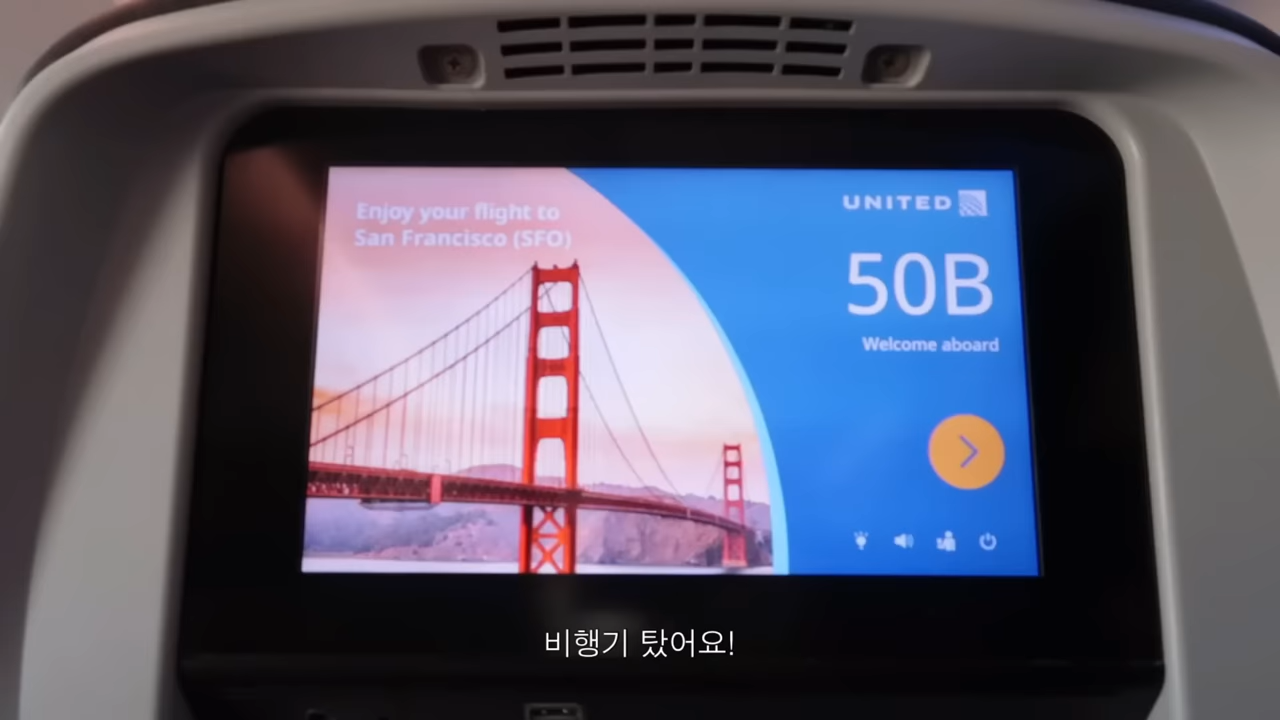 Enjoy your flight to
San Francisco (SFO)
UNITED
50B
Welcome aboard
비행기 탔어요!